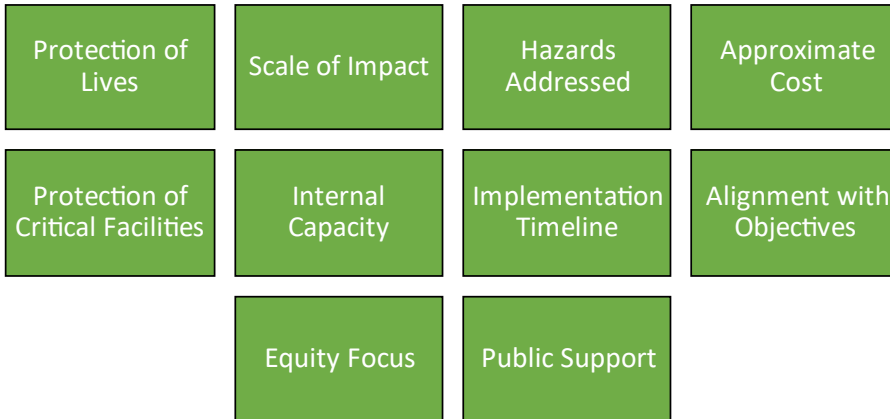 Protection of
Lives
Scale of Impact
Hazards
Addressed
Approximate
Cost
Protection of
Critical Facilities
Internal
Capacity
Implementation
Timeline
Alignment with
Objectives
Equity Focus
Public Support